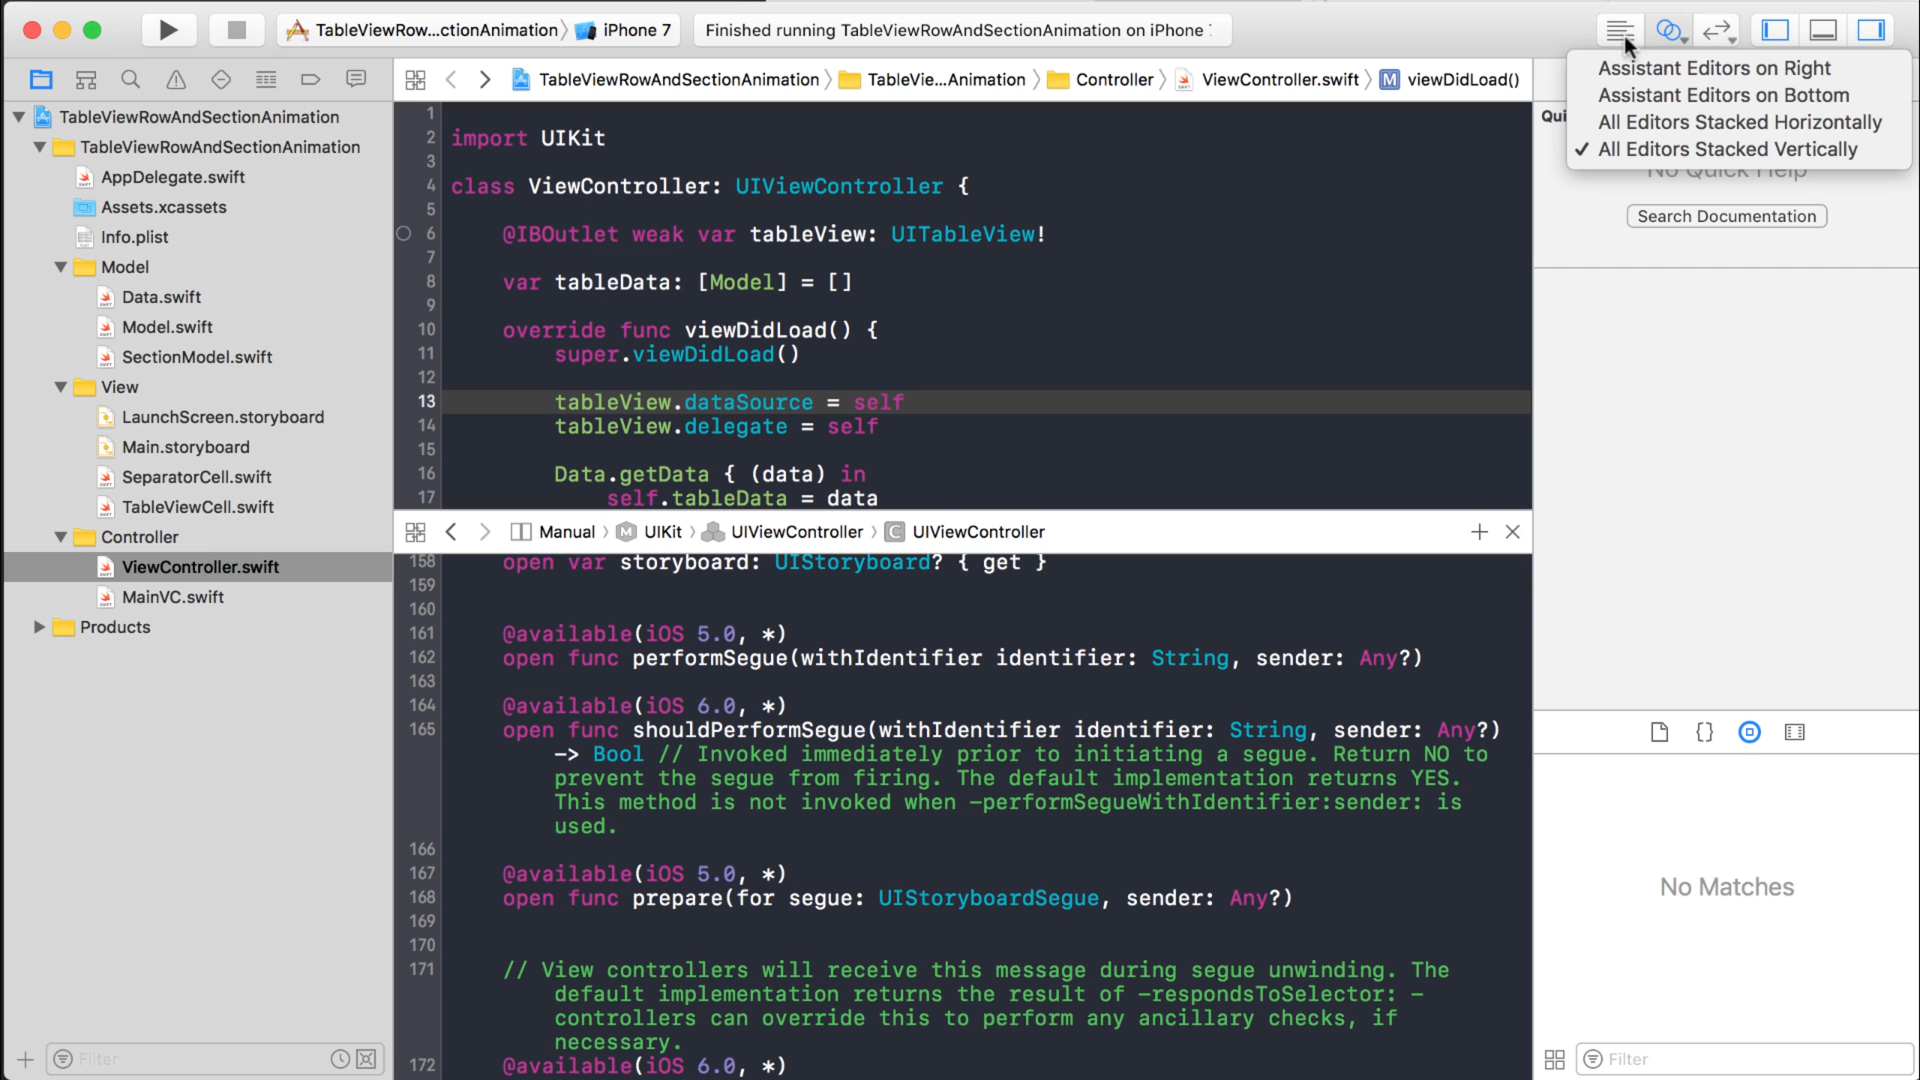 TableViewRow...ctionAnimation
iPhone 7
Finished running TableViewRowAndSectionAnimation on iPhone
Assistant Editors on Right
Assistant Editors on Bottom
All Editors Stacked Horizontally
✓ All Editors Stacked Vertically
TableViewRowAndSectionAnimation
TableVie...Animation
Controller
ViewController.swift
M viewDidLoad()
TableViewRowAndSectionAnimation
TableViewRowAndSectionAnimation
AppDelegate.swift
Assets.xcassets
Info.plist
Model
Data.swift
Model.swift
SectionModel.swift
View
LaunchScreen.storyboard
Main.storyboard
SeparatorCell.swift
TableViewCell.swift
Controller
ViewController.swift
MainVC.swift
Products
Filter
1
2 import UIKit
3
4 class ViewController: UIViewController {
5
6 @IBOutlet weak var tableView: UITableView!
7
8 var tableData: [Model] = []
9
10 override func viewDidLoad() {
11 super.viewDidLoad()
12
13 tableView.dataSource = self
14 tableView.delegate = self
15
16 Data.getData { (data) in
17 self.tableData = data
Manual
M UIKit
UIViewController
C UIViewController
158 open var storyboard: UIStoryboard? { get }
159
160
161 @available(iOS 5.0, *)
162 open func performSegue(withIdentifier identifier: String, sender: Any?)
163
164 @available(iOS 6.0, *)
165 open func shouldPerformSegue(withIdentifier identifier: String, sender: Any?)
-> Bool // Invoked immediately prior to initiating a segue. Return NO to
prevent the segue from firing. The default implementation returns YES.
This method is not invoked when -performSegueWithIdentifier:sender: is
used.
166
167 @available(iOS 5.0, *)
168 open func prepare(for segue: UIStoryboardSegue, sender: Any?)
169
170
171 // View controllers will receive this message during segue unwinding. The
default implementation returns the result of -respondsToSelector: -
controllers can override this to perform any ancillary checks, if
necessary.
172 @available(iOS 6.0, *)
Qui
No Quick Help
Search Documentation
{}
No Matches
Filter